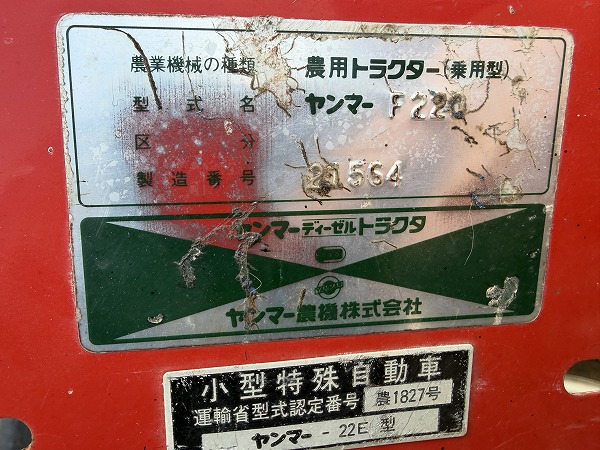 農業機械の種類 農用トラクター(乗用型)
型式名 ヤンマー F220
区分
製造番号 21564
ヤンマーディーゼルトラクタ
ヤンマー農機株式会社
小型特殊自動車
運輸省型式認定番号 農1827号
ヤンマー-22E型